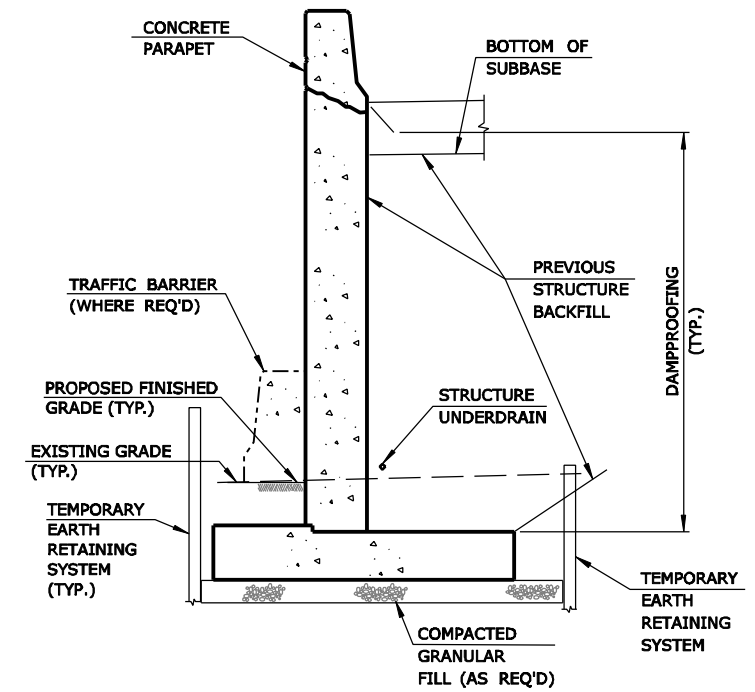 CONCRETE
PARAPET
BOTTOM OF
SUBBASE
PREVIOUS
STRUCTURE
BACKFILL
DAMPPROOFING
(TYP.)
TRAFFIC BARRIER
(WHERE REQ'D)
PROPOSED FINISHED
GRADE (TYP.)
STRUCTURE
UNDERDRAIN
EXISTING GRADE
(TYP.)
TEMPORARY
EARTH
RETAINING
SYSTEM
(TYP.)
TEMPORARY
EARTH
RETAINING
SYSTEM
COMPACTED
GRANULAR
FILL (AS REQ'D)